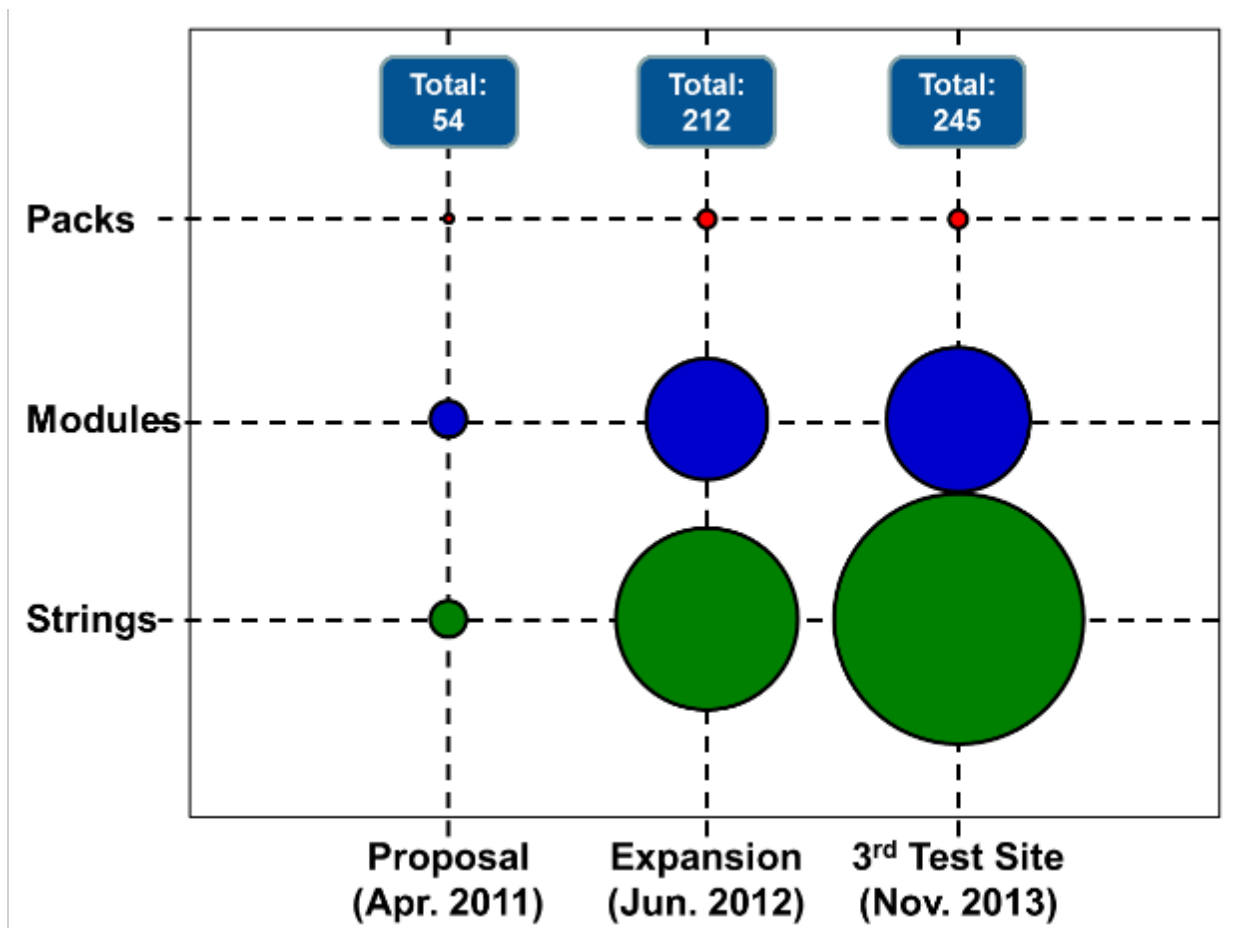 Total:
54
Total:
212
Total:
245
Packs
Modules
Strings
Proposal
(Apr. 2011)
Expansion
(Jun. 2012)
3rd Test Site
(Nov. 2013)